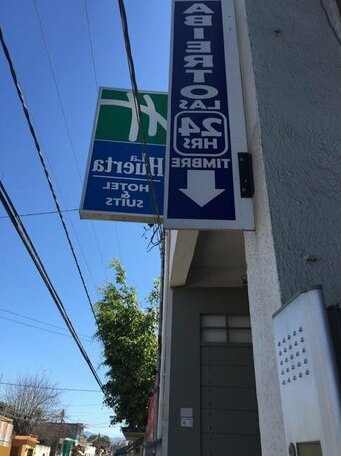 ABIERTO
LAS
24
HRS
TIMBRE
La
Huerta
HOTEL
& SUITS